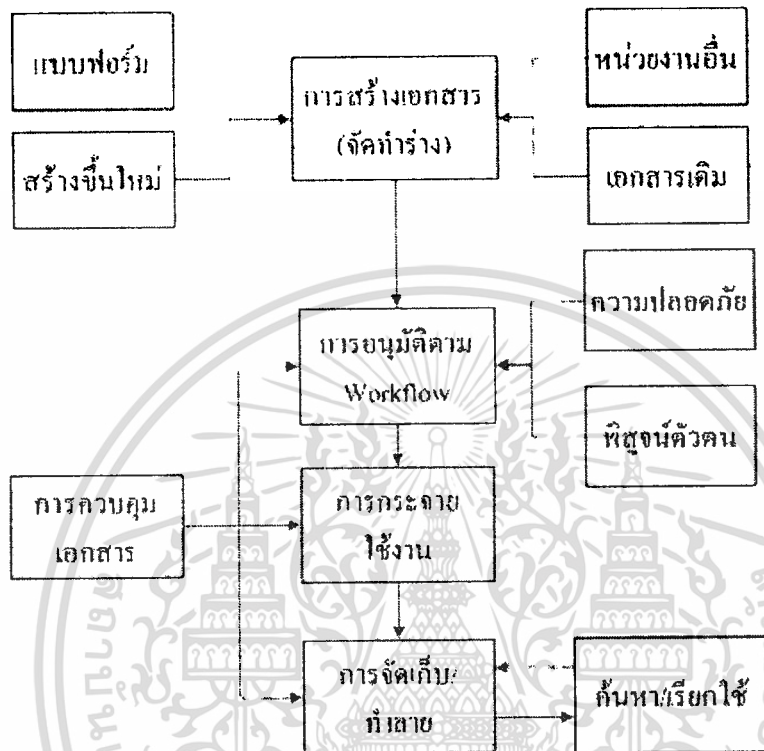 แบบฟอร์ม
หน่วยงานอื่น
การสร้างเอกสาร
(จัดทำร่าง)
สร้างขึ้นใหม่
เอกสารเดิม
ความปลอดภัย
การอนุมัติตาม
Workflow
พิสูจน์ตัวตน
การควบคุม
เอกสาร
การกระจาย
ใช้งาน
การจัดเก็บ/
ทำลาย
ค้นหา/เรียกใช้